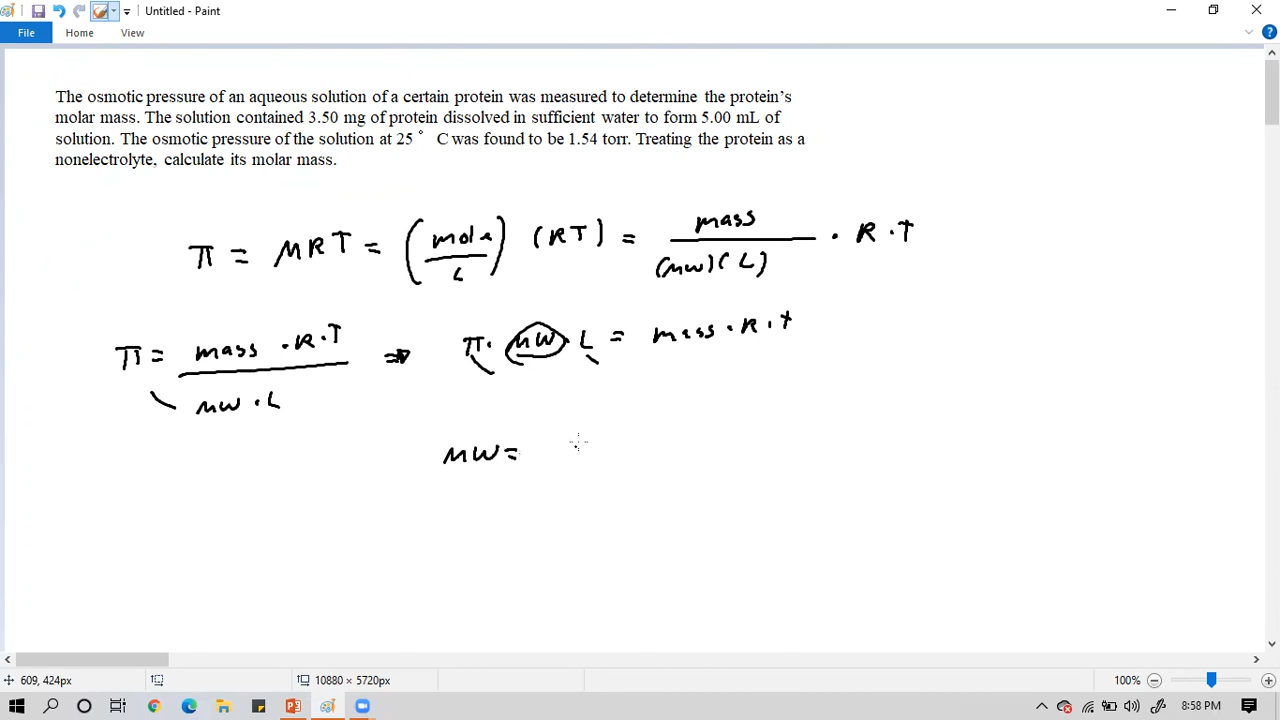 Untitled - Paint
File Home View
The osmotic pressure of an aqueous solution of a certain protein was measured to determine the protein's
molar mass. The solution contained 3.50 mg of protein dissolved in sufficient water to form 5.00 mL of
solution. The osmotic pressure of the solution at 25 ° C was found to be 1.54 torr. Treating the protein as a
nonelectrolyte, calculate its molar mass.
π = MRT = (mole / L) (RT) = mass / (MW)(L) · R · T
π = mass · R · T / MW · L ⇒ π · MW · L = mass · R · T
MW =
609, 424px 10880 × 5720px 100%
8:58 PM